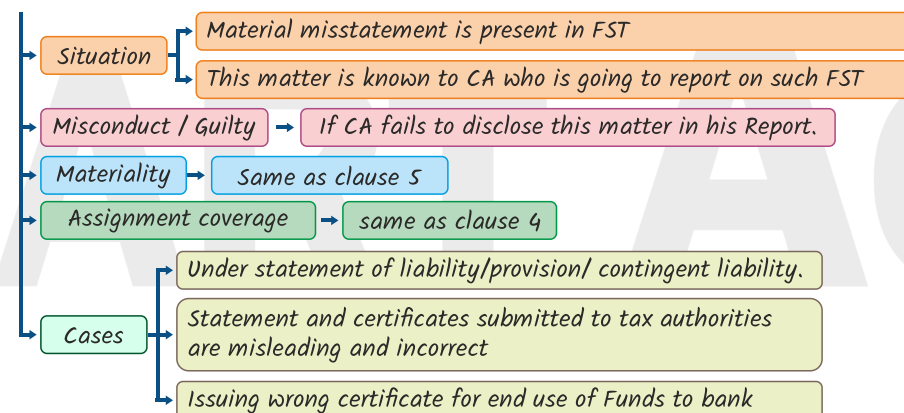 Situation
Material misstatement is present in FST
This matter is known to CA who is going to report on such FST
Misconduct / Guilty
If CA fails to disclose this matter in his Report.
Materiality
Same as clause 5
Assignment coverage
same as clause 4
Cases
Under statement of liability/provision/ contingent liability.
Statement and certificates submitted to tax authorities
are misleading and incorrect
Issuing wrong certificate for end use of Funds to bank